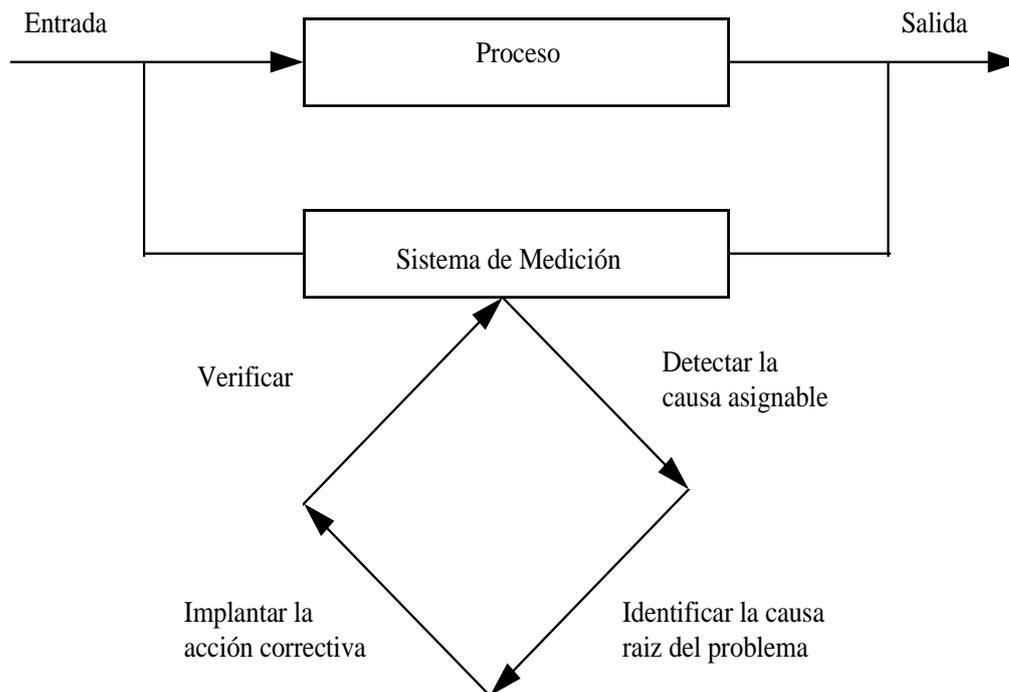 Entrada
Salida
Proceso
Sistema de Medición
Verificar
Detectar la
causa asignable
Implantar la
acción correctiva
Identificar la causa
raiz del problema